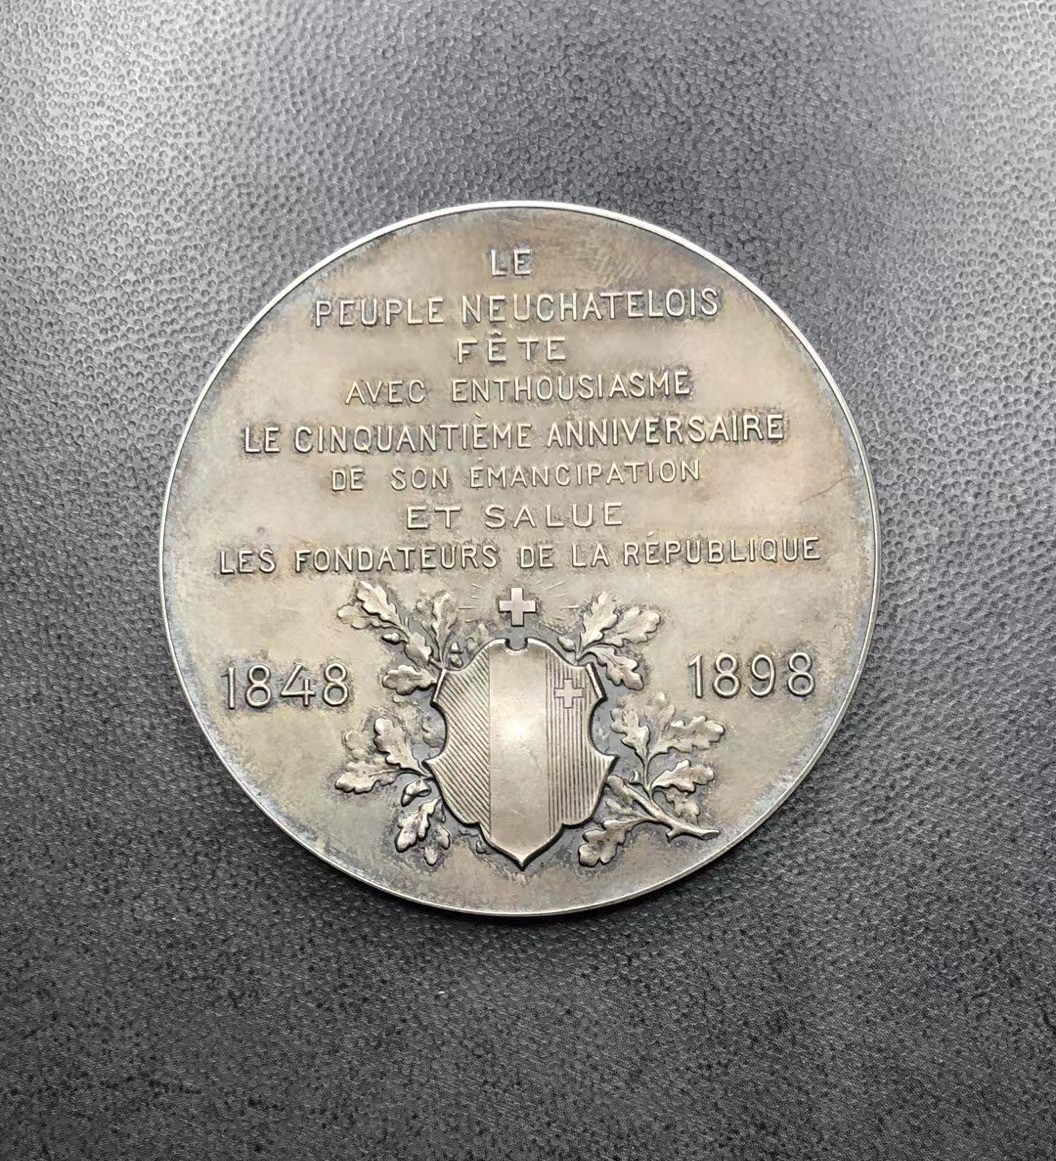 LE
PEUPLE NEUCHATELOIS
FÊTE
AVEC ENTHOUSIASME
LE CINQUANTIÈME ANNIVERSAIRE
DE SON ÉMANCIPATION
ET SALUE
LES FONDATEURS DE LA RÉPUBLIQUE
1848 1898